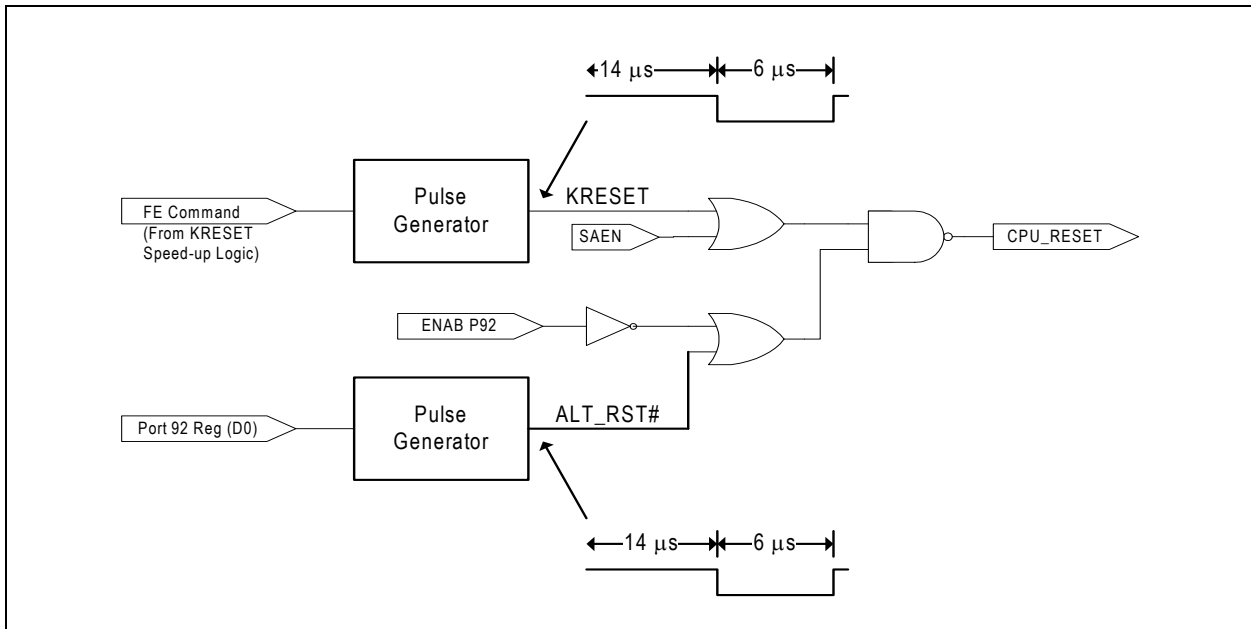 14 μs
6 μs
Pulse
Generator
KRESET
FE Command
(From KRESET
Speed-up Logic)
SAEN
CPU_RESET
ENAB P92
Pulse
Generator
ALT_RST#
Port 92 Reg (D0)
14 μs
6 μs